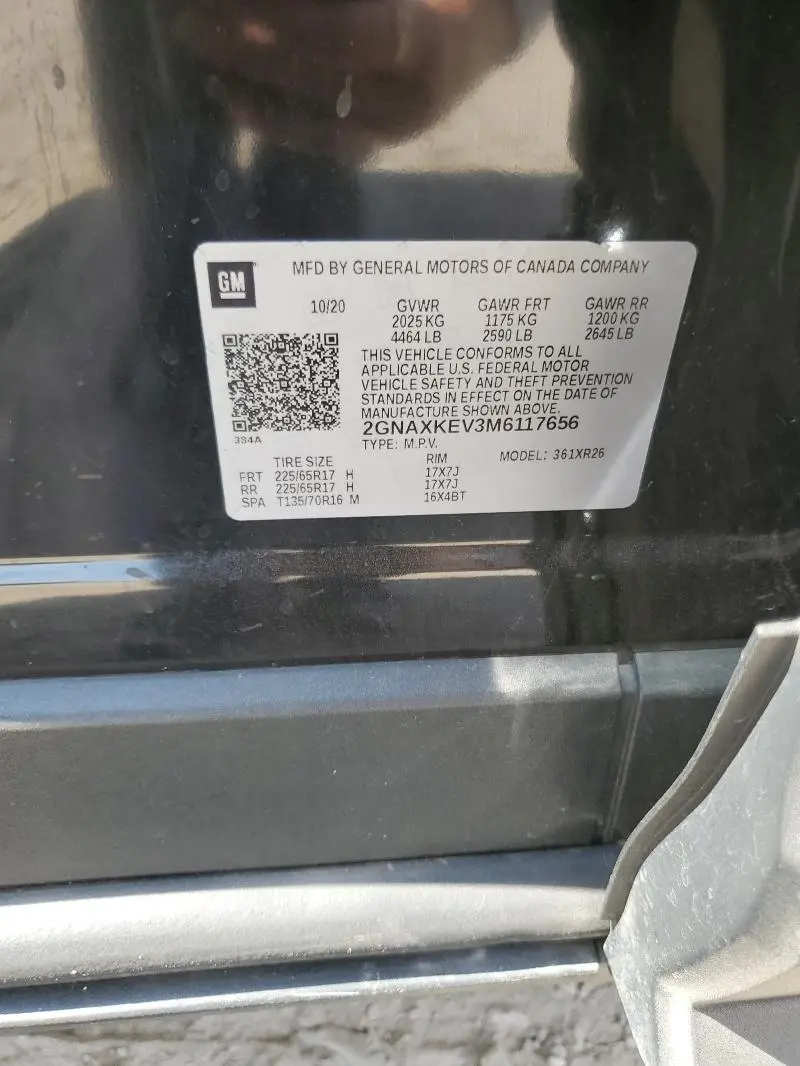 GM
MFD BY GENERAL MOTORS OF CANADA COMPANY
10/20 GVWR GAWR FRT GAWR RR
2025 KG 1175 KG 1200 KG
4464 LB 2590 LB 2645 LB
THIS VEHICLE CONFORMS TO ALL
APPLICABLE U.S. FEDERAL MOTOR
VEHICLE SAFETY AND THEFT PREVENTION
STANDARDS IN EFFECT ON THE DATE OF
MANUFACTURE SHOWN ABOVE.
2GNAXKEV3M6117656
384A
TYPE: M.P.V.
TIRE SIZE RIM MODEL: 361XR26
FRT 225/65R17 H 17X7J
RR 225/65R17 H 17X7J
SPA T135/70R16 M 16X4BT